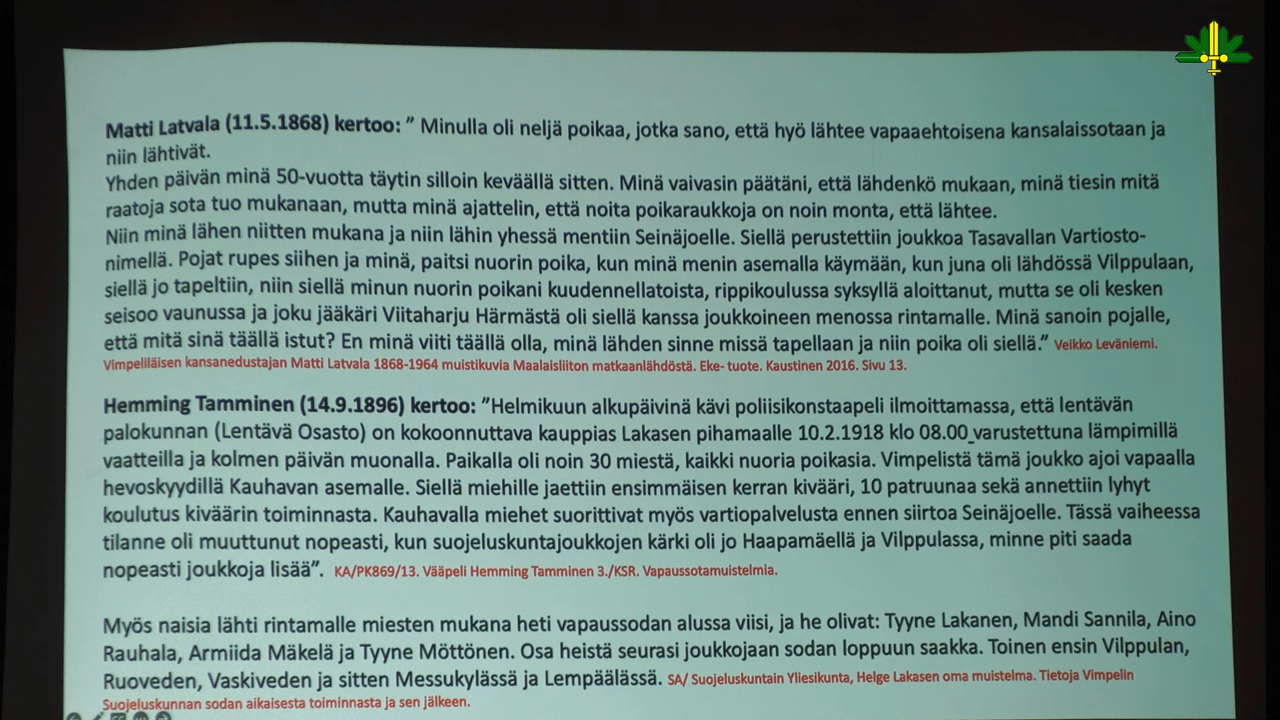 Matti Latvala (11.5.1868) kertoo: ” Minulla oli neljä poikaa, jotka sano, että hyö lähtee vapaaehtoisena kansalaissotaan ja
niin lähtivät.
Yhden päivän minä 50-vuotta täytin silloin keväällä sitten. Minä vaivasin päätäni, että lähdenkö mukaan, minä tiesin mitä
raatoja sota tuo mukanaan, mutta minä ajattelin, että noita poikaraukkoja on noin monta, että lähtee.
Niin minä lähen niitten mukana ja niin lähin yhessä mentiin Seinäjoelle. Siellä perustettiin joukkoa Tasavallan Vartiosto-
nimellä. Pojat rupes siihen ja minä, paitsi nuorin poika, kun minä menin asemalla käymään, kun juna oli lähdössä Vilppulaan,
siellä jo tapeltiin, niin siellä minun nuorin poikani kuudennellatoista, rippikoulussa syksyllä aloittanut, mutta se oli kesken
seisoo vaunussa ja joku jääkäri Viitaharju Härmästä oli siellä kanssa joukkoineen menossa rintamalle. Minä sanoin pojalle,
että mitä sinä täällä istut? En minä viiti täällä olla, minä lähden sinne missä tapellaan ja niin poika oli siellä.” Veikko Leväniemi.
Vimpeliläisen kansanedustajan Matti Latvala 1868-1964 muistikuvia Maalaisliiton matkaanlähdöstä. Eke- tuote. Kaustinen 2016. Sivu 13.
Hemming Tamminen (14.9.1896) kertoo: ”Helmikuun alkupäivinä kävi poliisikonstaapeli ilmoittamassa, että lentävän
palokunnan (Lentävä Osasto) on kokoonnuttava kauppias Lakasen pihamaalle 10.2.1918 klo 08.00 varustettuna lämpimillä
vaatteilla ja kolmen päivän muonalla. Paikalla oli noin 30 miestä, kaikki nuoria poikasia. Vimpelistä tämä joukko ajoi vapaalla
hevoskyydillä Kauhavan asemalle. Siellä miehille jaettiin ensimmäisen kerran kivääri, 10 patruunaa sekä annettiin lyhyt
koulutus kiväärin toiminnasta. Kauhavalla miehet suorittivat myös vartiopalvelusta ennen siirtoa Seinäjoelle. Tässä vaiheessa
tilanne oli muuttunut nopeasti, kun suojeluskuntajoukkojen kärki oli jo Haapamäellä ja Vilppulassa, minne piti saada
nopeasti joukkoja lisää”. KA/PK869/13. Vääpeli Hemming Tamminen 3./KSR. Vapaussotamuistelmia.
Myös naisia lähti rintamalle miesten mukana heti vapaussodan alussa viisi, ja he olivat: Tyyne Lakanen, Mandi Sannila, Aino
Rauhala, Armiida Mäkelä ja Tyyne Möttönen. Osa heistä seurasi joukkojaan sodan loppuun saakka. Toinen ensin Vilppulan,
Ruoveden, Vaskiveden ja sitten Messukylässä ja Lempäälässä. SA/ Suojeluskuntain Yliesikunta, Helge Lakasen oma muistelma. Tietoja Vimpelin
Suojeluskunnan sodan aikaisesta toiminnasta ja sen jälkeen.